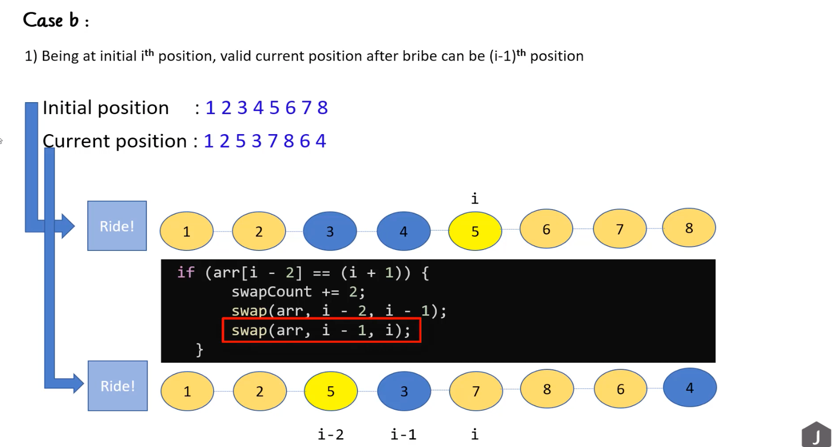 Case b :
1) Being at initial ith position, valid current position after bribe can be (i-1)th position
Initial position : 1 2 3 4 5 6 7 8
Current position : 1 2 5 3 7 8 6 4
i
Ride! 1 2 3 4 5 6 7 8
if (arr[i - 2] == (i + 1)) {
swapCount += 2;
swap(arr, i - 2, i - 1);
swap(arr, i - 1, i);
}
Ride! 1 2 5 3 7 8 6 4
i-2 i-1 i
J